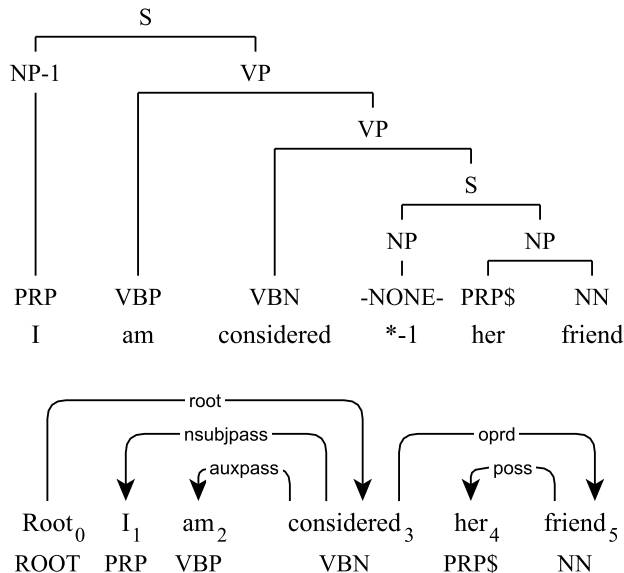 S
NP-1 VP
VP
S
NP NP
PRP VBP VBN -NONE- PRP$ NN
I am considered *-1 her friend
root
nsubjpass oprd
auxpass poss
Root0 I1 am2 considered3 her4 friend5
ROOT PRP VBP VBN PRP$ NN